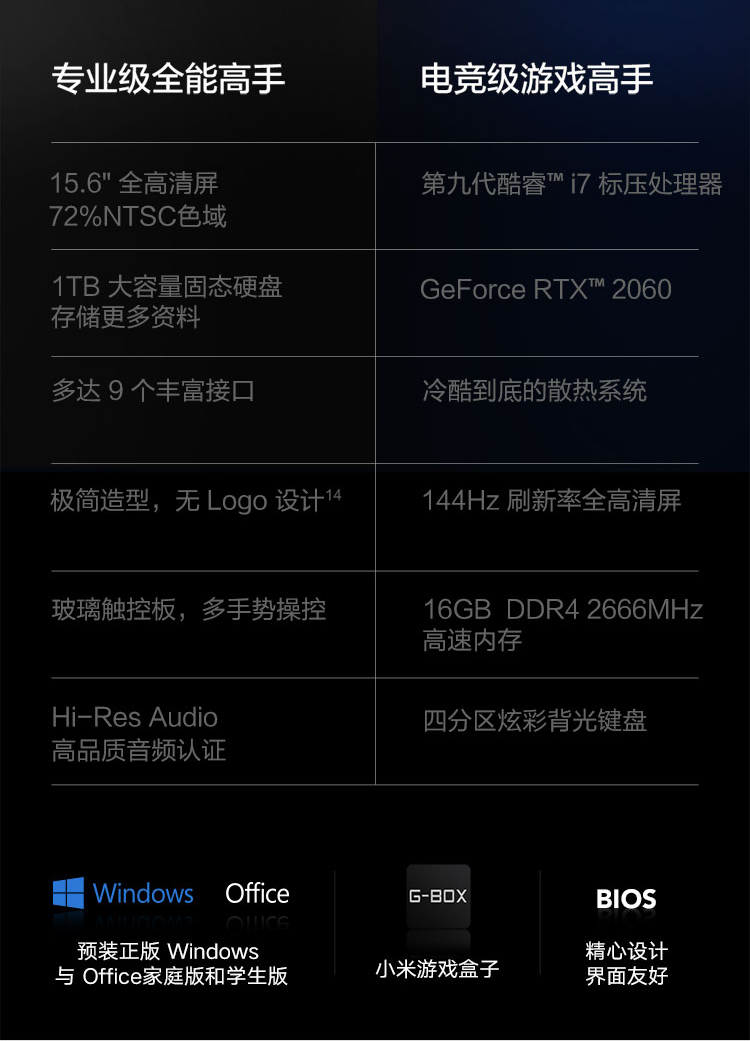 专业级全能高手
电竞级游戏高手
15.6" 全高清屏
72%NTSC色域
第九代酷睿™ i7 标压处理器
1TB 大容量固态硬盘
存储更多资料
GeForce RTX™ 2060
多达 9 个丰富接口
冷酷到底的散热系统
极简造型，无 Logo 设计14
144Hz 刷新率全高清屏
玻璃触控板，多手势操控
16GB DDR4 2666MHz
高速内存
Hi-Res Audio
高品质音频认证
四分区炫彩背光键盘
Windows
Office
预装正版 Windows
与 Office家庭版和学生版
G-BOX
小米游戏盒子
BIOS
精心设计
界面友好